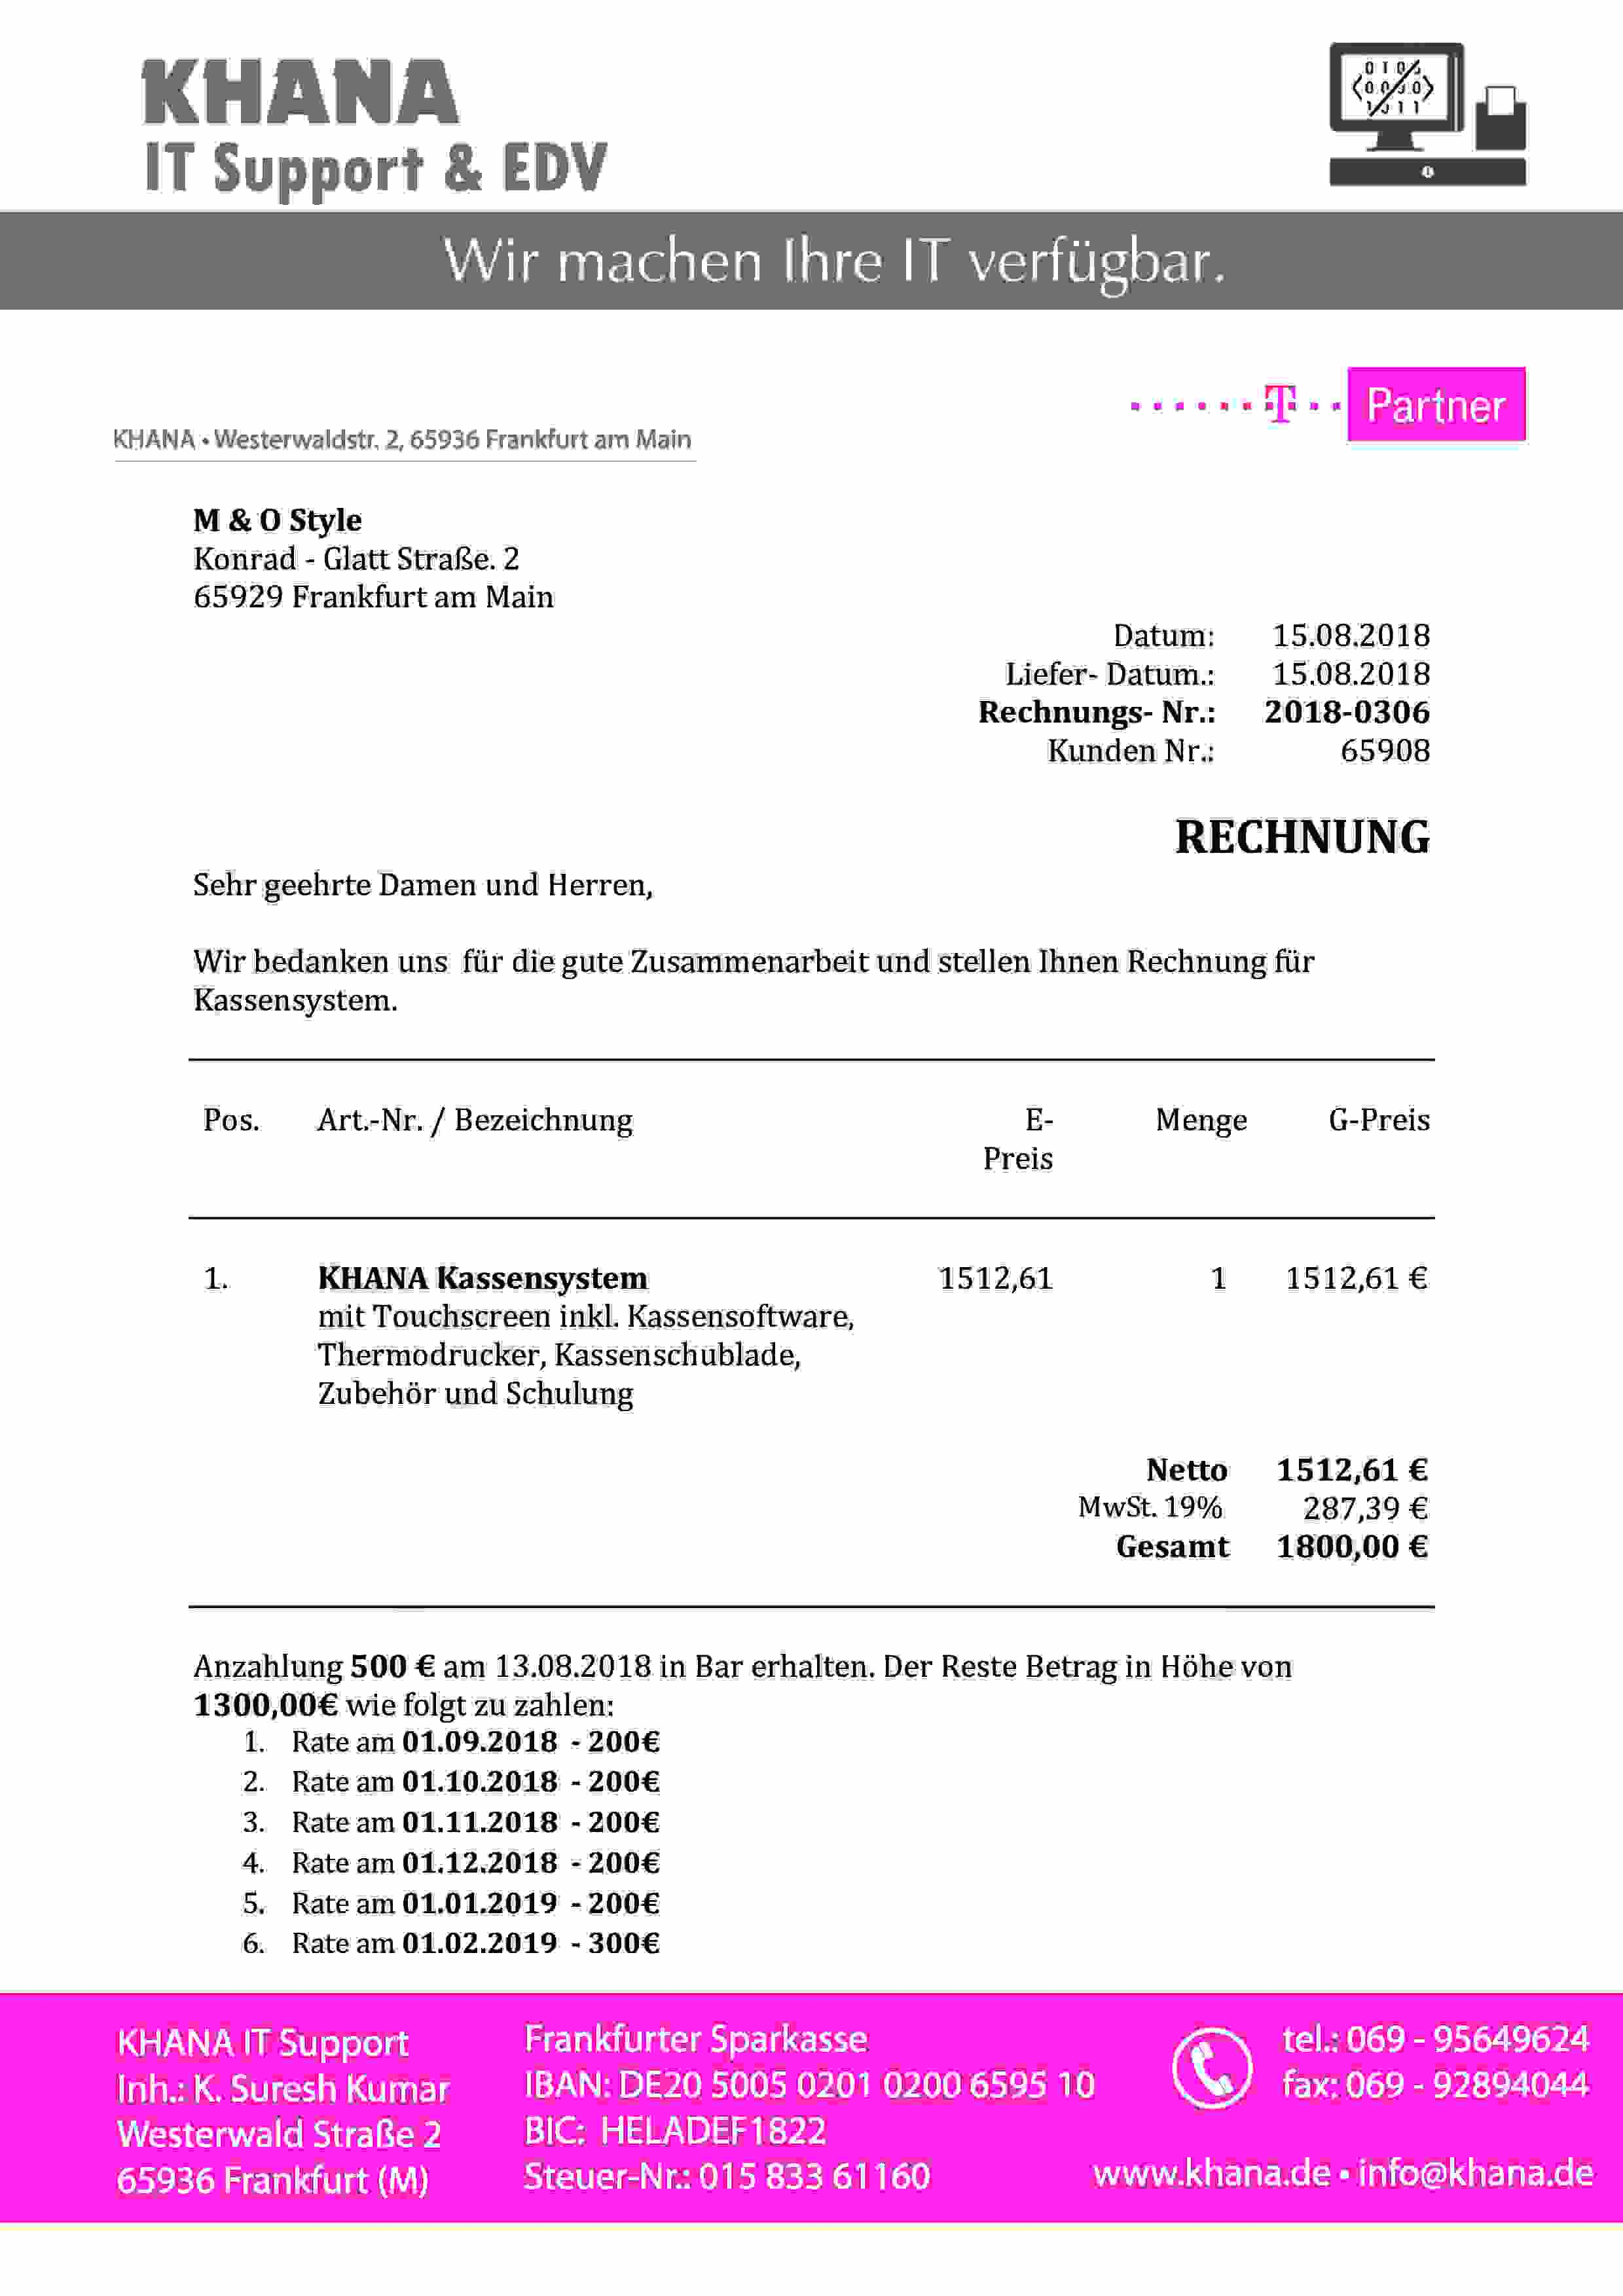 KHANA
IT Support & EDV
Wir machen Ihre IT verfügbar.
T Partner
KHANA • Westerwaldstr. 2, 65936 Frankfurt am Main
M & O Style
Konrad - Glatt Straße. 2
65929 Frankfurt am Main
Datum: 15.08.2018
Liefer- Datum.: 15.08.2018
Rechnungs- Nr.: 2018-0306
Kunden Nr.: 65908
RECHNUNG
Sehr geehrte Damen und Herren,
Wir bedanken uns für die gute Zusammenarbeit und stellen Ihnen Rechnung für
Kassensystem.
Pos. Art.-Nr. / Bezeichnung E- Menge G-Preis
Preis
1. KHANA Kassensystem 1512,61 1 1512,61 €
mit Touchscreen inkl. Kassensoftware,
Thermodrucker, Kassenschublade,
Zubehör und Schulung
Netto 1512,61 €
MwSt. 19% 287,39 €
Gesamt 1800,00 €
Anzahlung 500 € am 13.08.2018 in Bar erhalten. Der Reste Betrag in Höhe von
1300,00€ wie folgt zu zahlen:
1. Rate am 01.09.2018 - 200€
2. Rate am 01.10.2018 - 200€
3. Rate am 01.11.2018 - 200€
4. Rate am 01.12.2018 - 200€
5. Rate am 01.01.2019 - 200€
6. Rate am 01.02.2019 - 300€
KHANA IT Support
Inh.: K. Suresh Kumar
Westerwald Straße 2
65936 Frankfurt (M)
Frankfurter Sparkasse
IBAN: DE20 5005 0201 0200 6595 10
BIC: HELADEF1822
Steuer-Nr.: 015 833 61160
tel.: 069 - 95649624
fax: 069 - 92894044
www.khana.de • info@khana.de